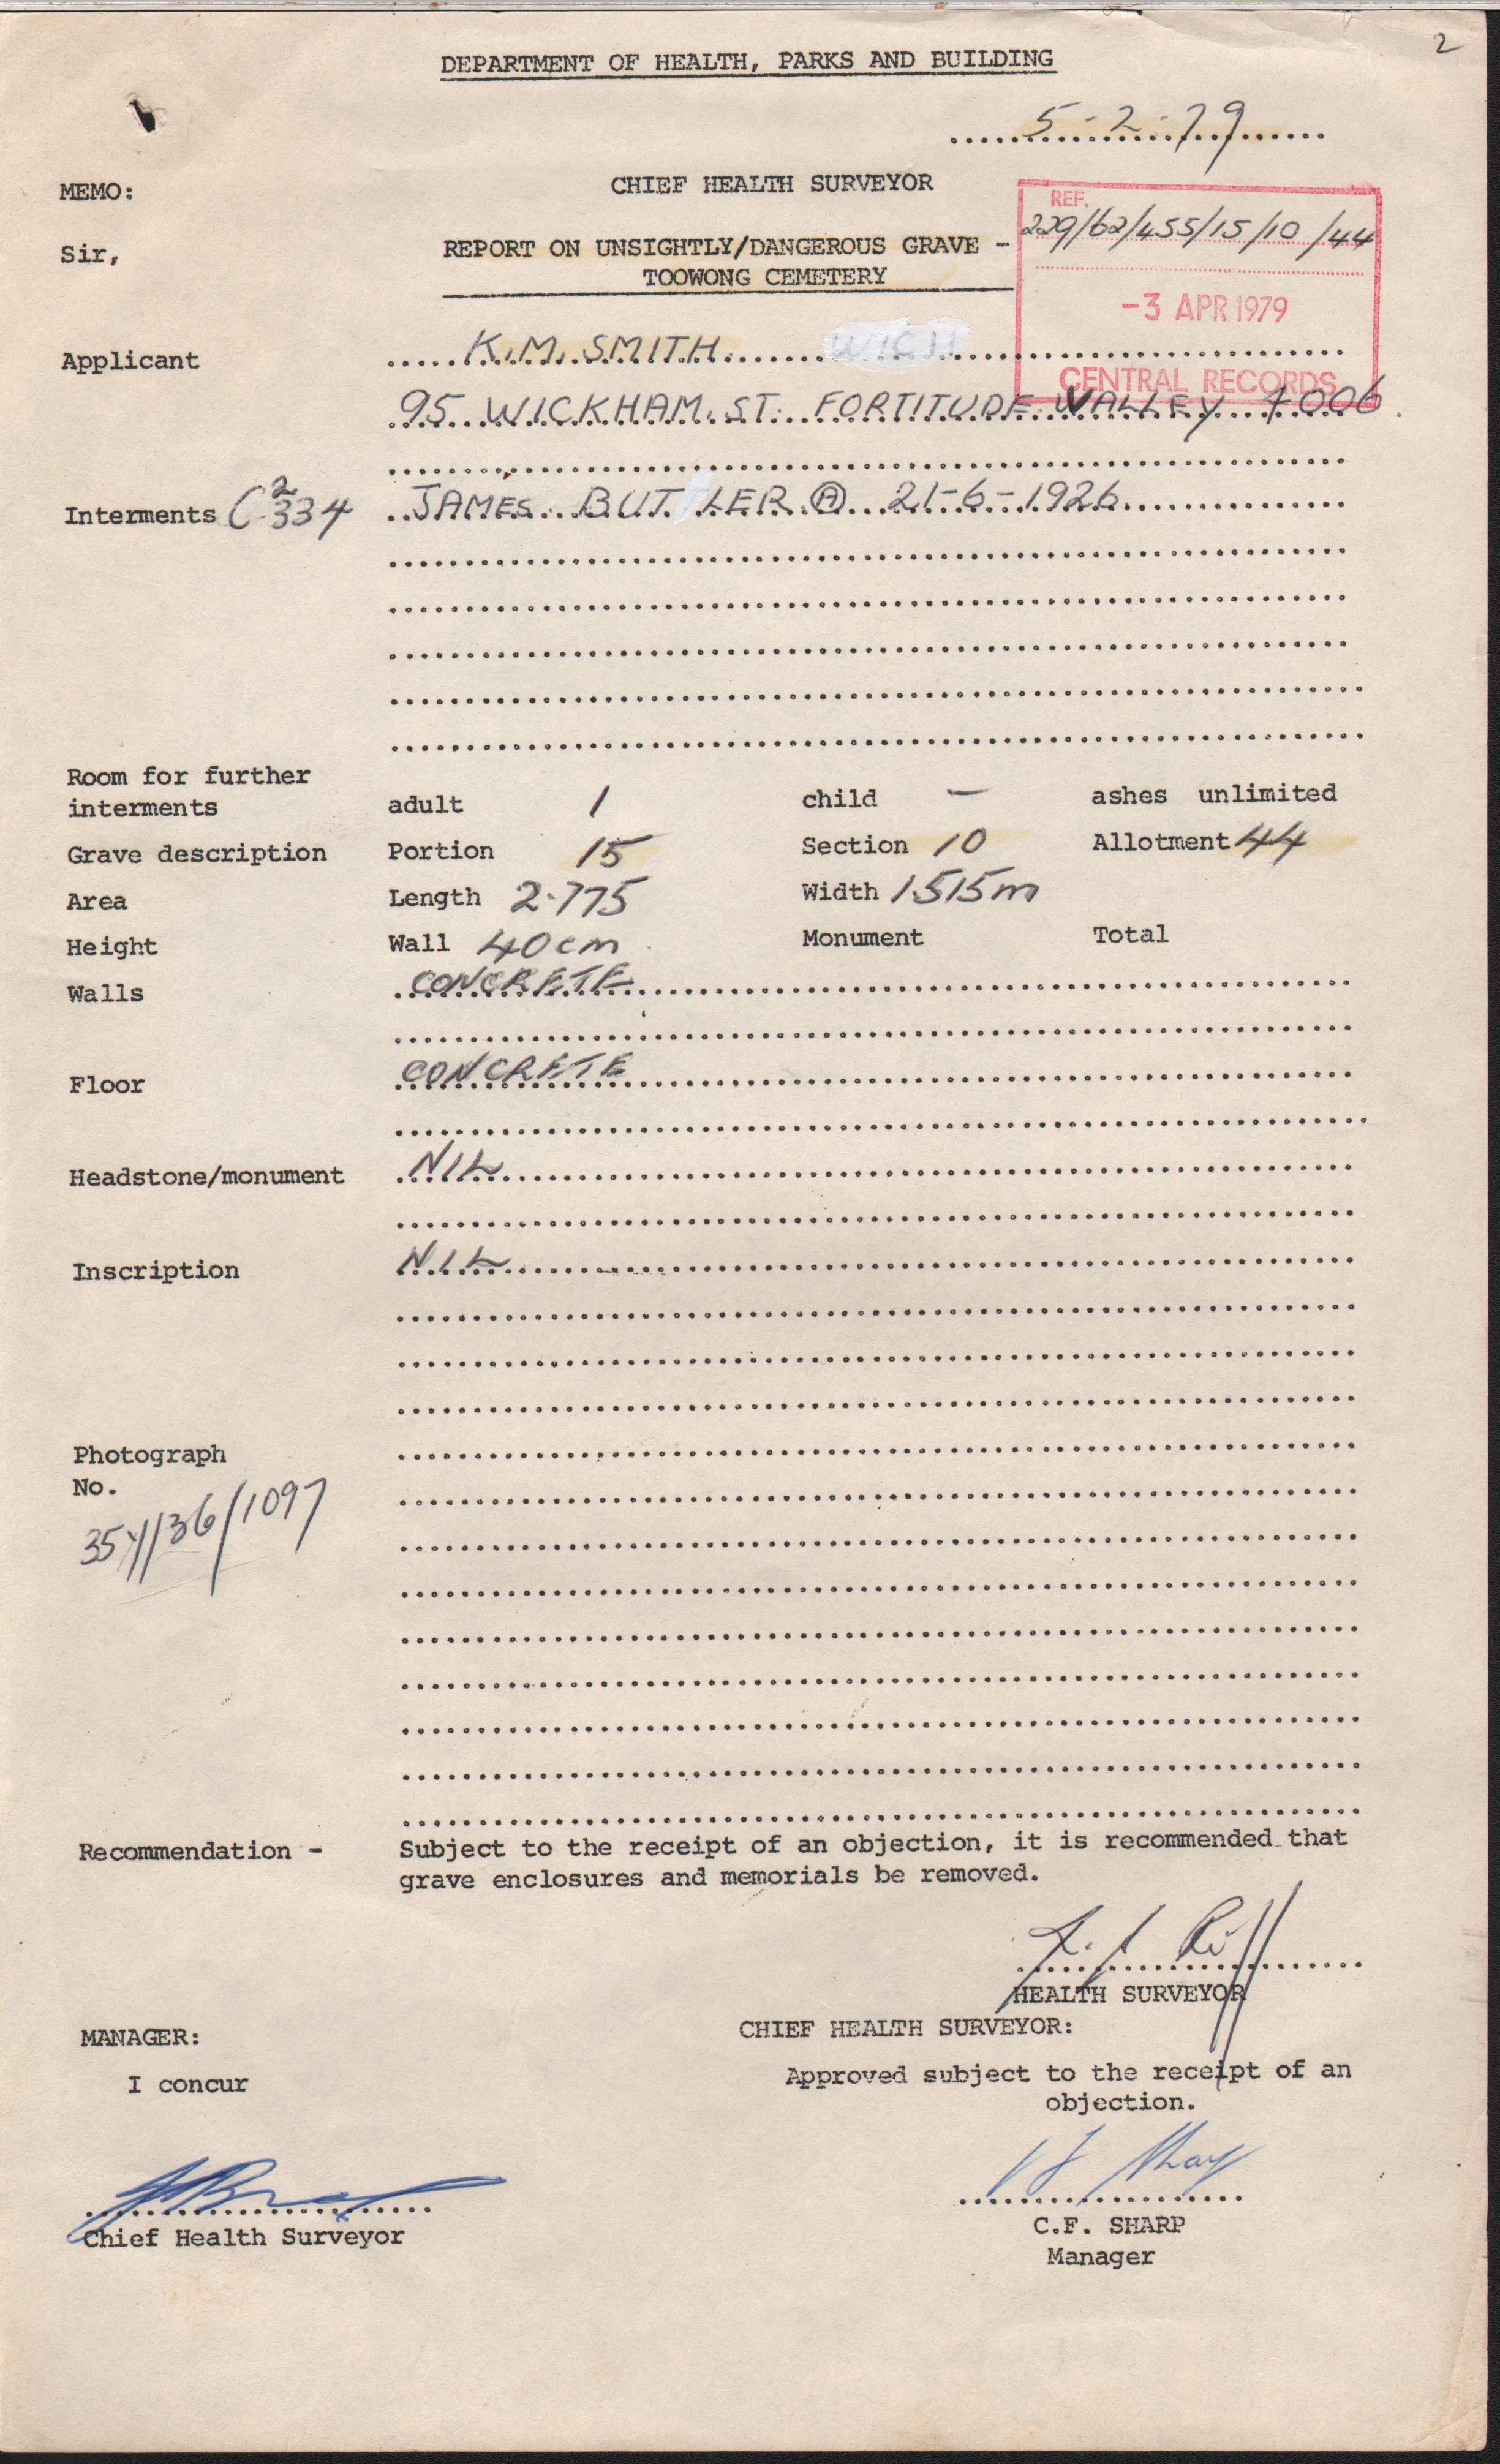 2
DEPARTMENT OF HEALTH, PARKS AND BUILDING
5-2-79
MEMO:
CHIEF HEALTH SURVEYOR
REF.
229/62/455/15/10/44
Sir,
REPORT ON UNSIGHTLY/DANGEROUS GRAVE -
TOOWONG CEMETERY
-3 APR 1979
CENTRAL RECORDS
Applicant K.M. SMITH
95 WICKHAM ST. FORTITUDE VALLEY 4006
Interments JAMES BUTLER (A) 21-6-1926
Room for further
interments adult 1 child - ashes unlimited
Grave description Portion 15 Section 10 Allotment 44
Area Length 2.775 Width 1.515m
Height Wall 40cm Monument Total
Walls CONCRETE
Floor CONCRETE
Headstone/monument NIL
Inscription NIL
Photograph
No.
Recommendation - Subject to the receipt of an objection, it is recommended that
grave enclosures and memorials be removed.
HEALTH SURVEYOR
MANAGER:
CHIEF HEALTH SURVEYOR:
I concur
Approved subject to the receipt of an
objection.
Chief Health Surveyor
C.F. SHARP
Manager